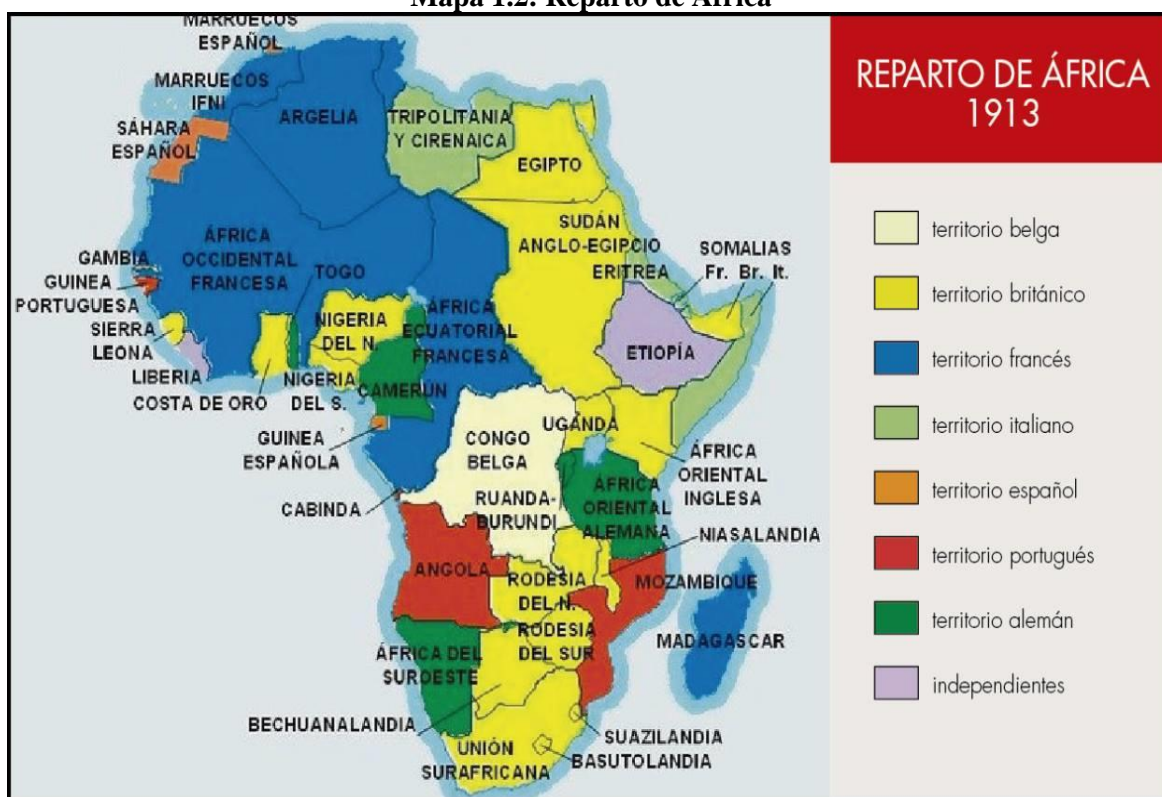 Mapa 1.2: Reparto de África
MARRUECOS
ESPAÑOL
MARRUECOS
IFNI
SÁHARA
ESPAÑOL
ARGELIA
TRIPOLITANIA
Y CIRENAICA
EGIPTO
SUDÁN
ANGLO-EGIPCIO
ERITREA
SOMALIAS
Fr. Br. It.
ÁFRICA
OCCIDENTAL
FRANCESA
TOGO
GAMBIA
GUINEA
PORTUGUESA
SIERRA
LEONA
LIBERIA
COSTA DE ORO
NIGERIA
DEL N.
NIGERIA
DEL S.
ÁFRICA
ECUATORIAL
FRANCESA
CAMERÚN
ETIOPÍA
GUINEA
ESPAÑOLA
CONGO
BELGA
UGANDA
ÁFRICA
ORIENTAL
INGLESA
CABINDA
RUANDA-
BURUNDI
ÁFRICA
ORIENTAL
ALEMANA
NIASALANDIA
ANGOLA
RODESIA
DEL N.
MOZAMBIQUE
RODESIA
DEL SUR
MADAGASCAR
ÁFRICA DEL
SUROESTE
BECHUANALANDIA
SUAZILANDIA
BASUTOLANDIA
UNIÓN
SURAFRICANA
REPARTO DE ÁFRICA
1913
territorio belga
territorio británico
territorio francés
territorio italiano
territorio español
territorio portugués
territorio alemán
independientes